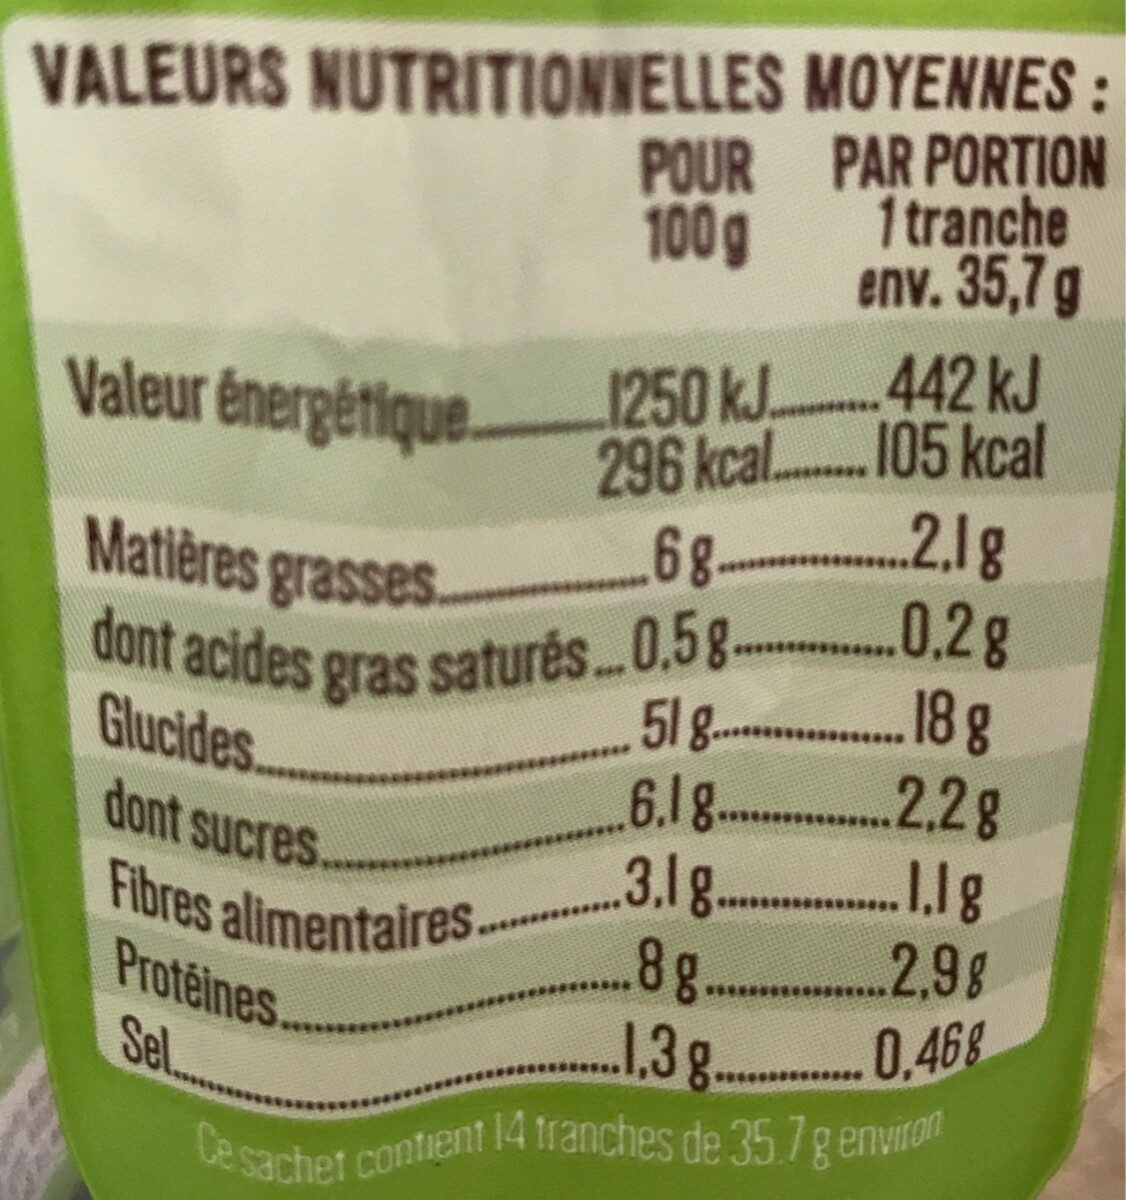 VALEURS NUTRITIONNELLES MOYENNES :
POUR PAR PORTION
100 g 1 tranche
env. 35,7 g
Valeur énergétique 1250 kJ 442 kJ
296 kcal 105 kcal
Matières grasses 6 g 2,1 g
dont acides gras saturés 0,5 g 0,2 g
Glucides 51 g 18 g
dont sucres 6,1 g 2,2 g
Fibres alimentaires 3,1 g 1,1 g
Protéines 8 g 2,9 g
Sel 1,3 g 0,46 g
Ce sachet contient 14 tranches de 35.7 g environ